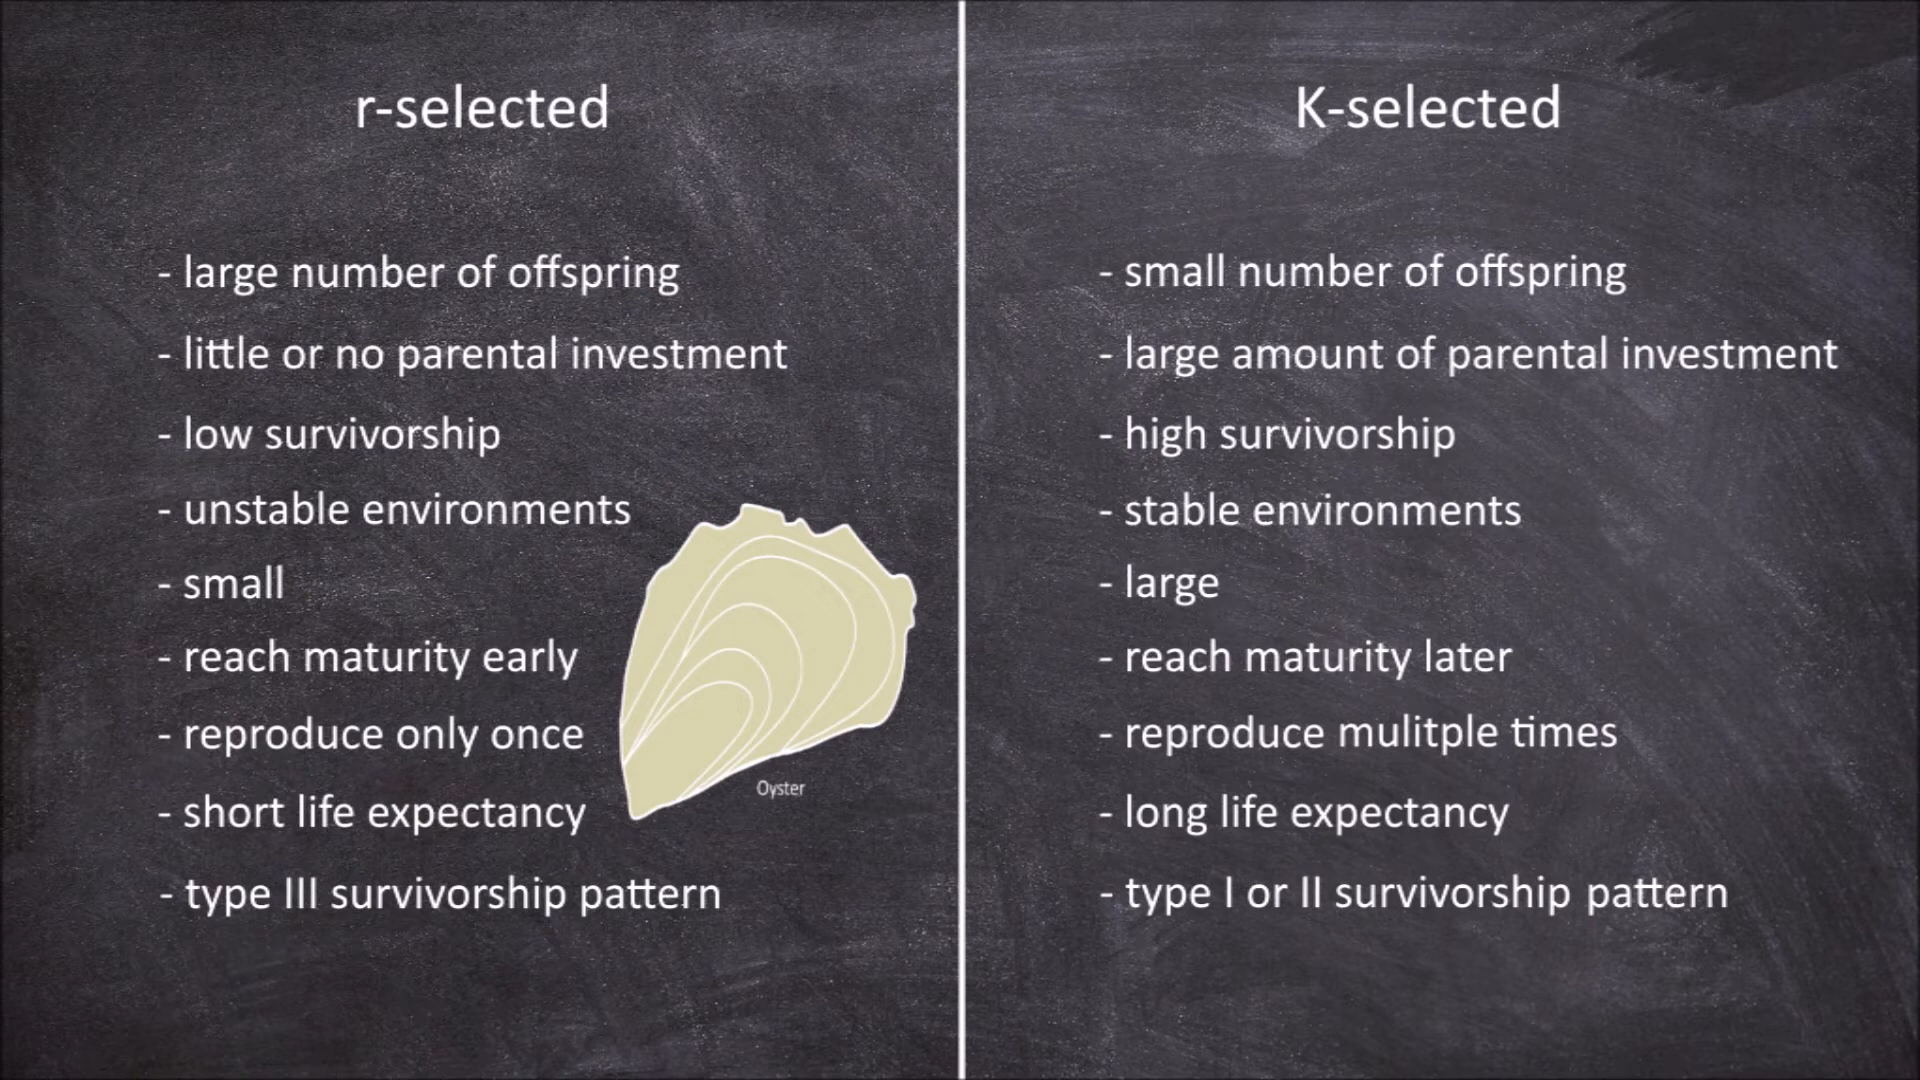 r-selected
- large number of offspring
- little or no parental investment
- low survivorship
- unstable environments
- small
- reach maturity early
- reproduce only once
- short life expectancy
- type III survivorship pattern
Oyster
K-selected
- small number of offspring
- large amount of parental investment
- high survivorship
- stable environments
- large
- reach maturity later
- reproduce mulitple times
- long life expectancy
- type I or II survivorship pattern